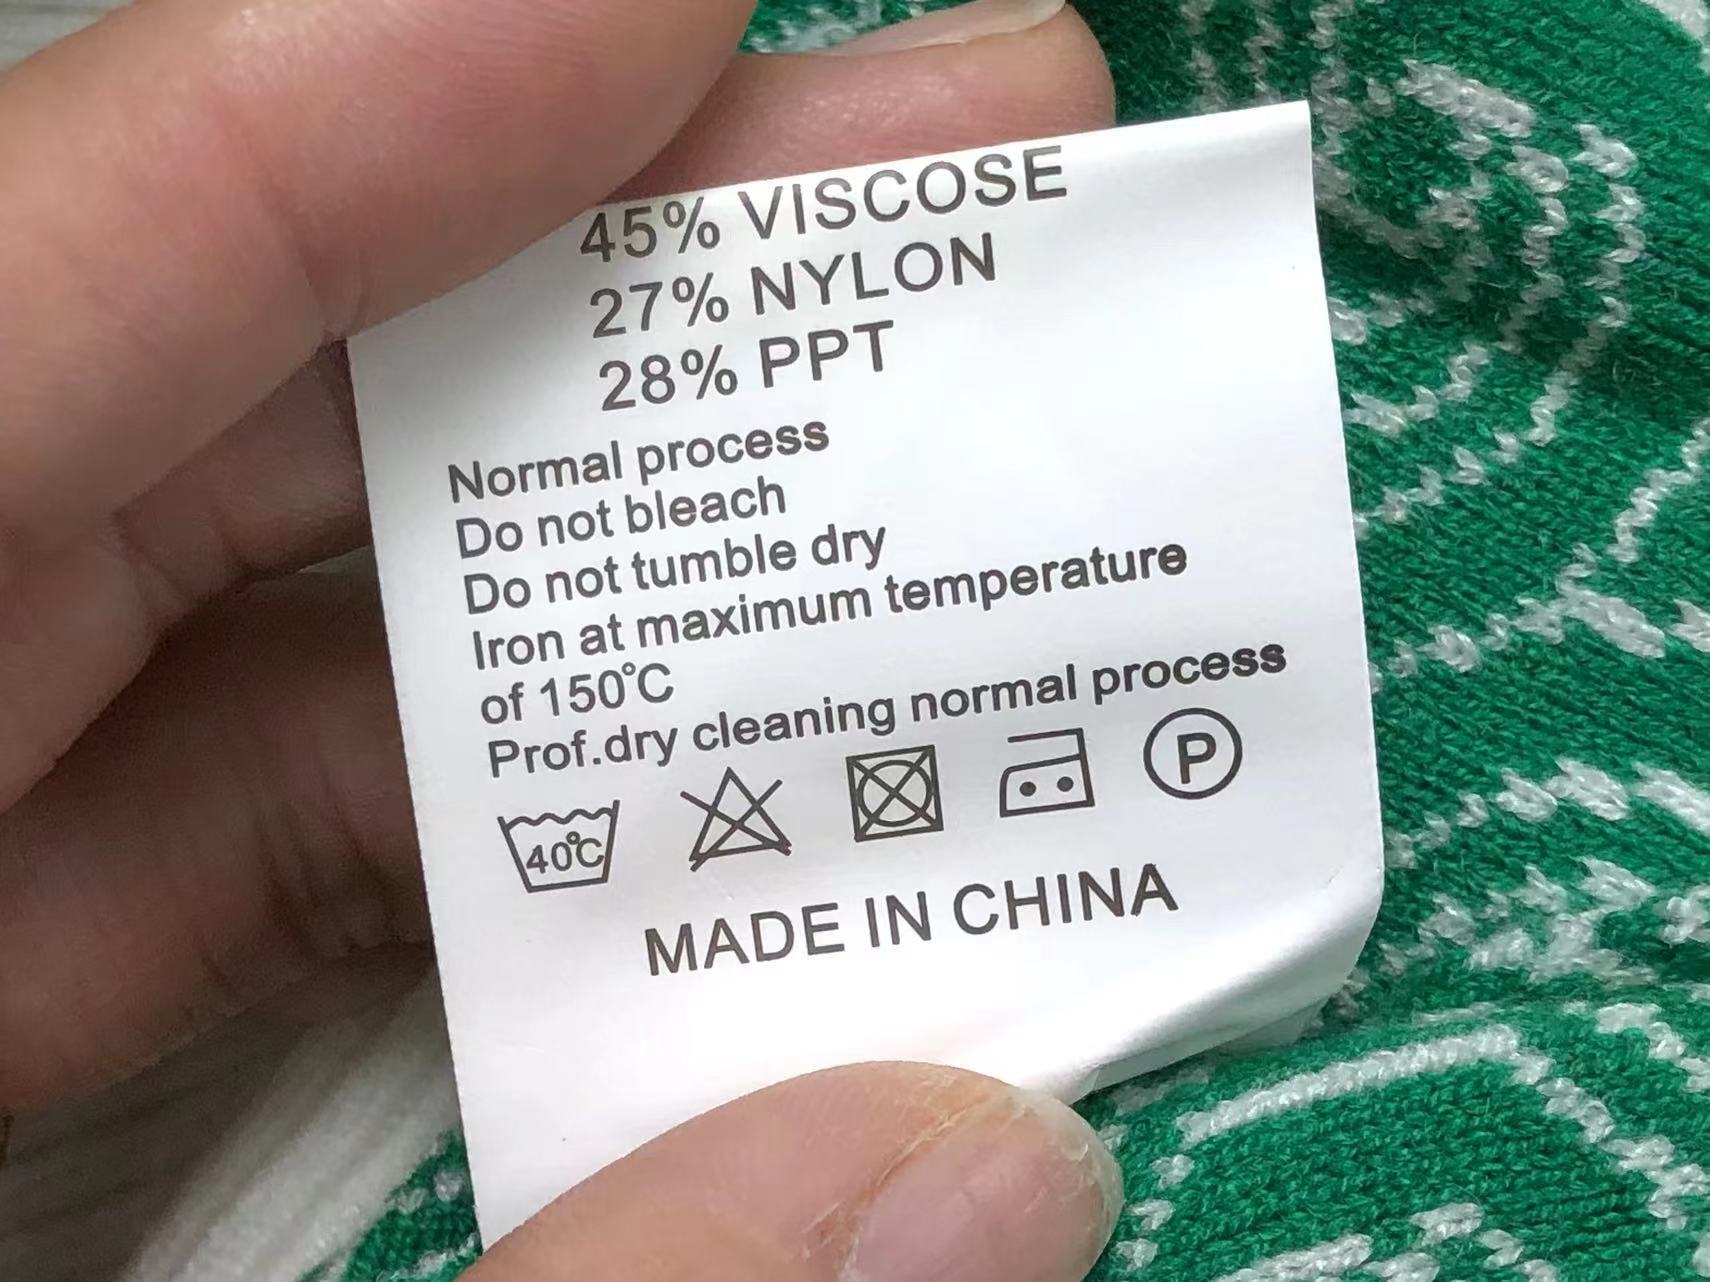 45% VISCOSE
27% NYLON
28% PPT
Normal process
Do not bleach
Do not tumble dry
Iron at maximum temperature
of 150℃
Prof.dry cleaning normal process
40℃
P
MADE IN CHINA